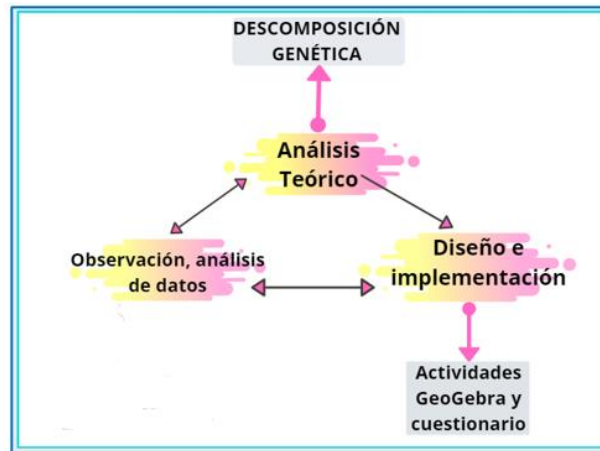 DESCOMPOSICIÓN
GENÉTICA
Análisis
Teórico
Observación, análisis
de datos
Diseño e
implementación
Actividades
GeoGebra y
cuestionario